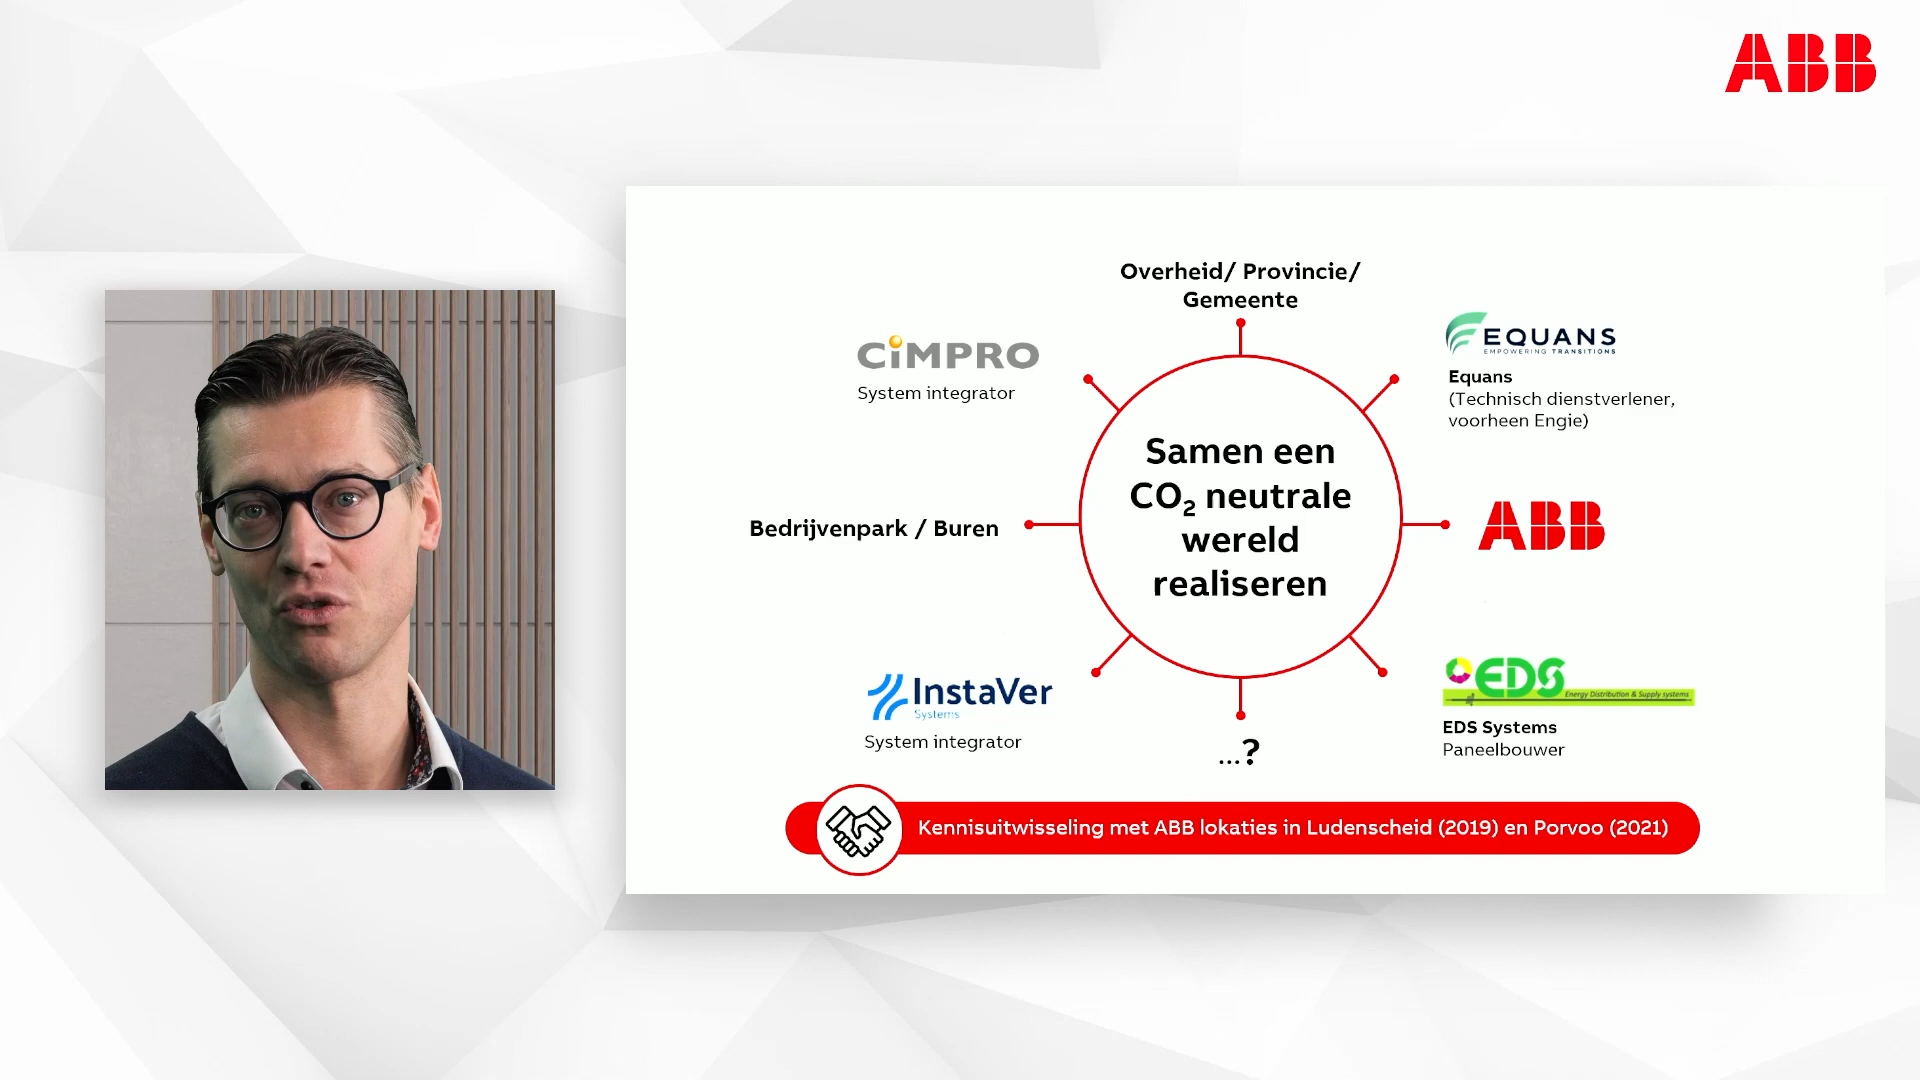 ABB
Overheid/ Provincie/
Gemeente
CiMPRO
System integrator
EQUANS
EMPOWERING TRANSITIONS
Equans
(Technisch dienstverlener,
voorheen Engie)
Samen een
CO₂ neutrale
wereld
realiseren
Bedrijvenpark / Buren
ABB
InstaVer
Systems
System integrator
EDS
Energy Distribution & Supply systems
EDS Systems
Paneelbouwer
...?
Kennisuitwisseling met ABB lokaties in Ludenscheid (2019) en Porvoo (2021)